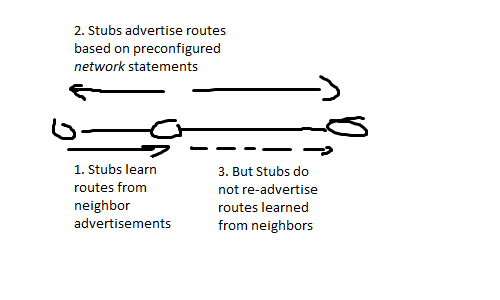 2. Stubs advertise routes
based on preconfigured
network statements
1. Stubs learn
routes from
neighbor
advertisements
3. But Stubs do
not re-advertise
routes learned
from neighbors